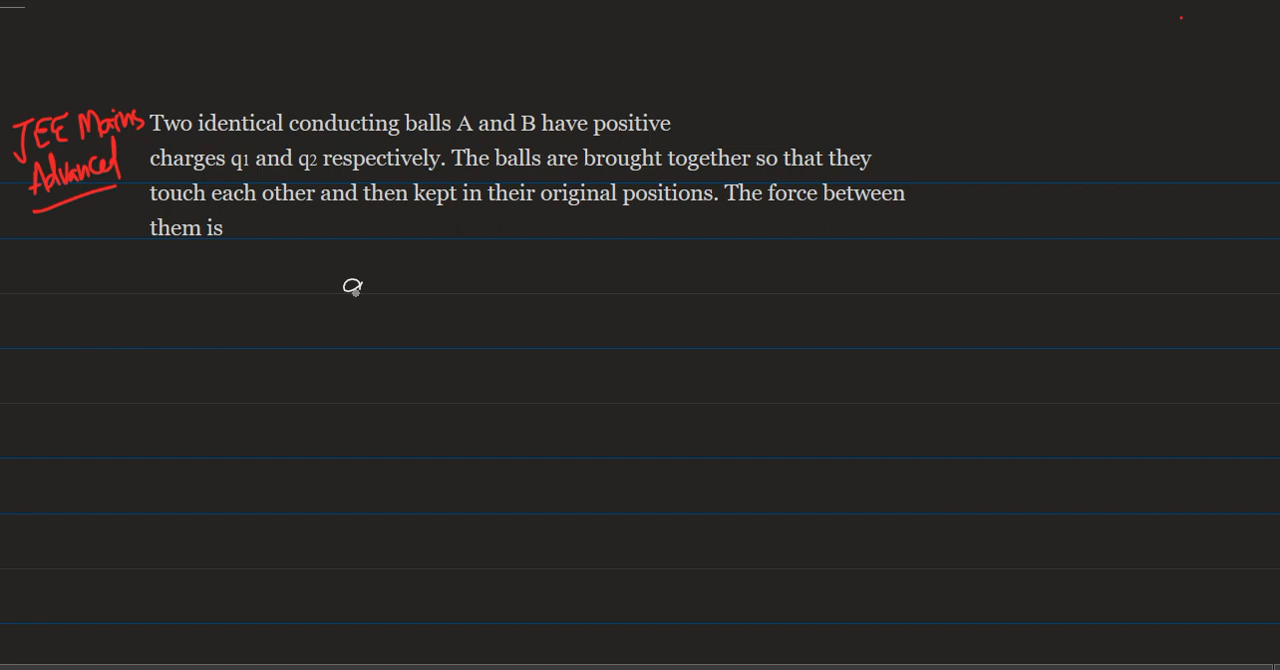 JEE Mains
Advanced
Two identical conducting balls A and B have positive
charges q1 and q2 respectively. The balls are brought together so that they
touch each other and then kept in their original positions. The force between
them is